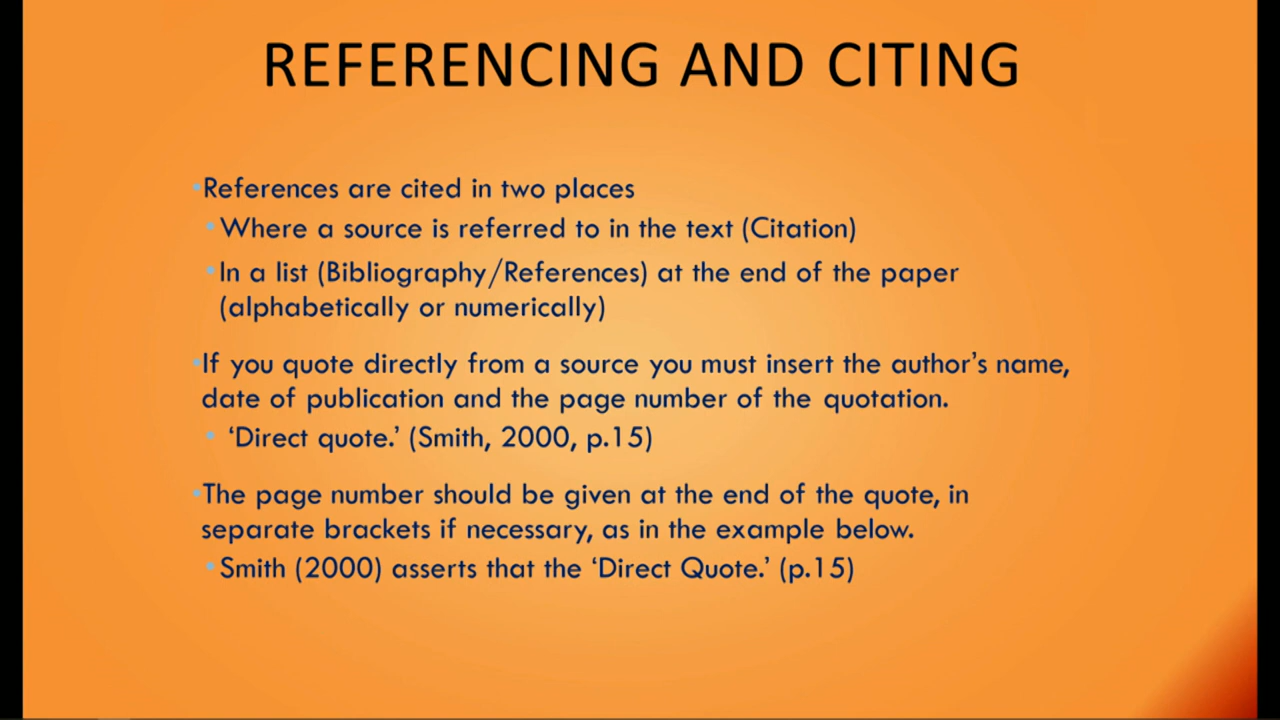 REFERENCING AND CITING
•References are cited in two places
•Where a source is referred to in the text (Citation)
•In a list (Bibliography/References) at the end of the paper
(alphabetically or numerically)
•If you quote directly from a source you must insert the author’s name,
date of publication and the page number of the quotation.
• ‘Direct quote.’ (Smith, 2000, p.15)
•The page number should be given at the end of the quote, in
separate brackets if necessary, as in the example below.
•Smith (2000) asserts that the ‘Direct Quote.’ (p.15)